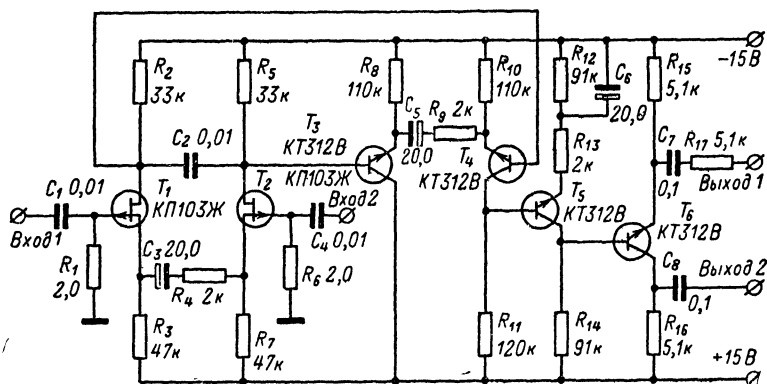 R2
33к
R5
33к
R8
110к
R10
110к
R12
91к
C6
20,0
R15
5,1к
−15В
C5
20,0
R9 2к
C2 0,01
T3
КТ312В
T4
КТ312В
R13
2к
C7
0,1
R17 5,1к
Выход 1
C1 0,01
Вход1
T1
КП103Ж
КП103Ж
T2
Вход2
C4 0,01
T5
КТ312В
T6
КТ312В
R1
2,0
C3 20,0
R4 2к
R6 2,0
C8
0,1
Выход 2
R3
47к
R7
47к
R11
120к
R14
91к
R16
5,1к
+15В